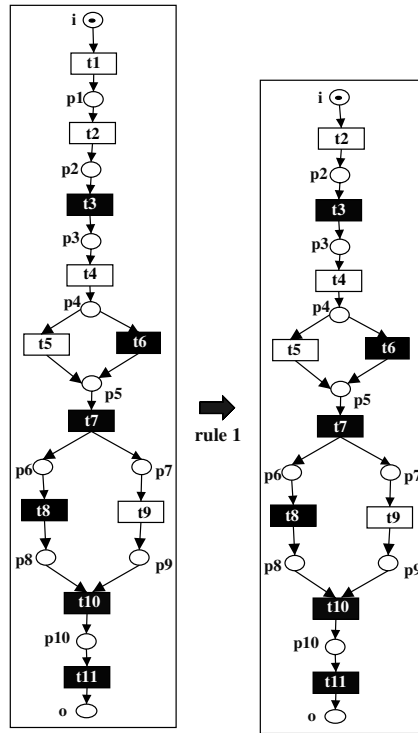 i
t1
p1
t2
p2
t3
p3
t4
p4
t5 t6
p5
t7
p6 p7
t8 t9
p8 p9
t10
p10
t11
o
rule 1
i
t2
p2
t3
p3
t4
p4
t5 t6
p5
t7
p6 p7
t8 t9
p8 p9
t10
p10
t11
o